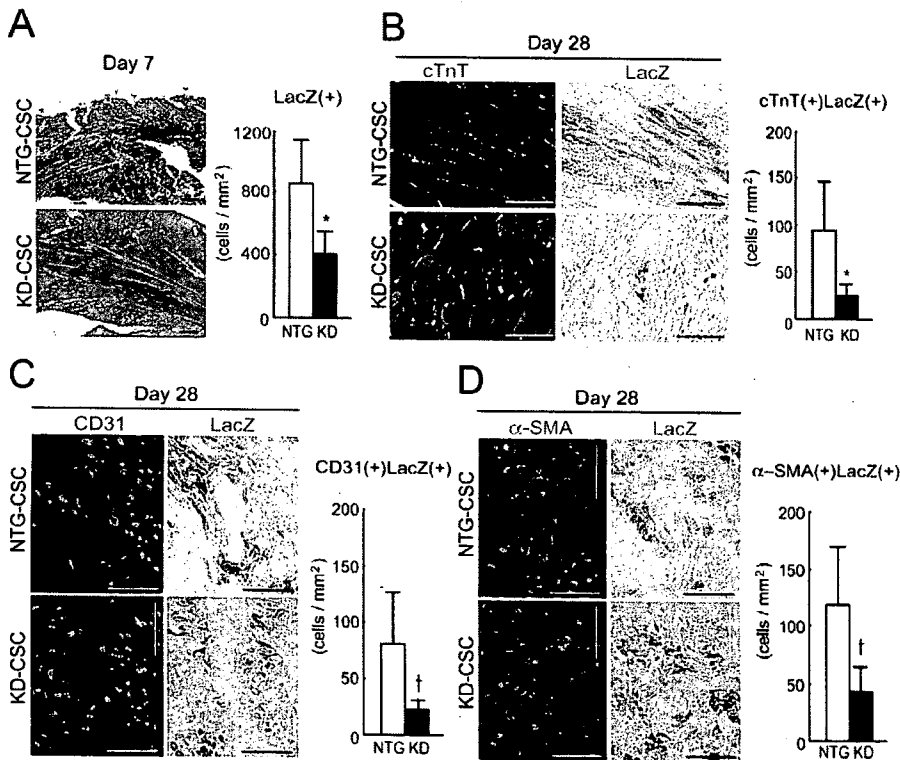 A
Day 7
NTG-CSC
KD-CSC
LacZ(+)
(cells / mm²)
1200
800
400
0
*
NTG KD
B
Day 28
cTnT
LacZ
NTG-CSC
KD-CSC
cTnT(+)LacZ(+)
(cells / mm²)
200
150
100
50
0
*
NTG KD
C
Day 28
CD31
LacZ
NTG-CSC
KD-CSC
CD31(+)LacZ(+)
(cells / mm²)
200
150
100
50
0
†
NTG KD
D
Day 28
α-SMA
LacZ
NTG-CSC
KD-CSC
α–SMA(+)LacZ(+)
(cells / mm²)
200
150
100
50
0
†
NTG KD